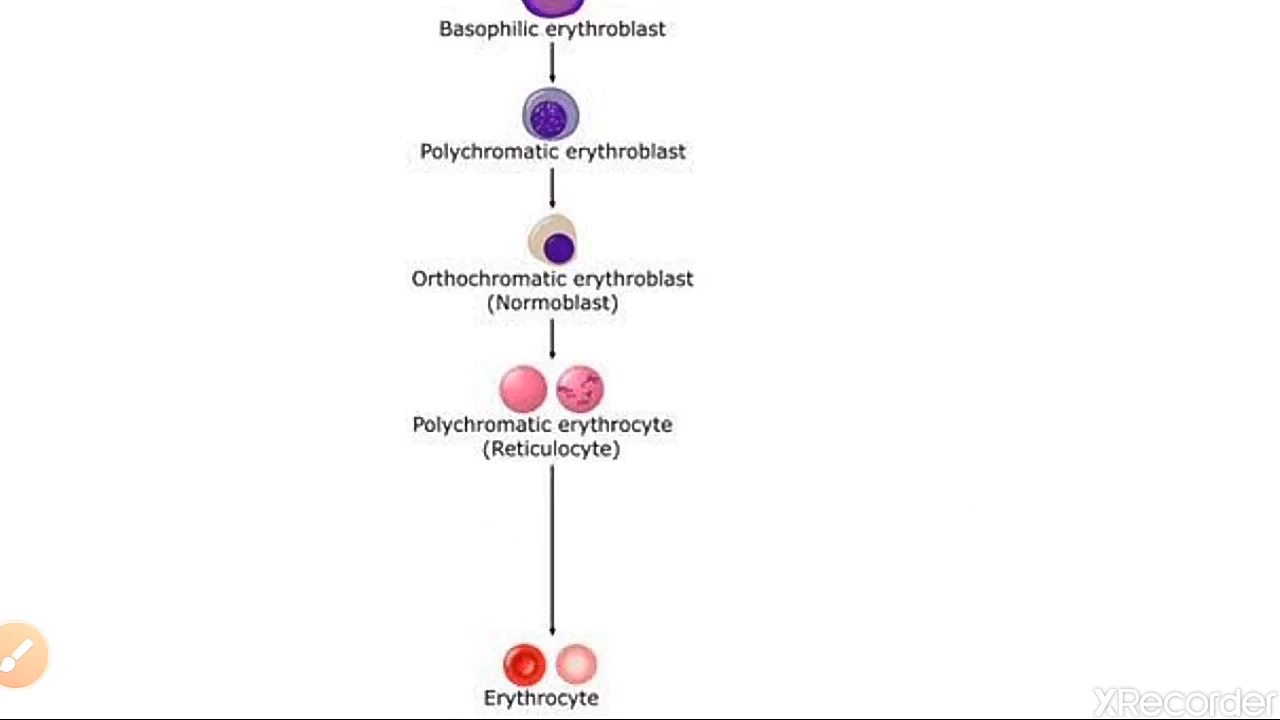 Basophilic erythroblast
Polychromatic erythroblast
Orthochromatic erythroblast
(Normoblast)
Polychromatic erythrocyte
(Reticulocyte)
Erythrocyte
XRecorder